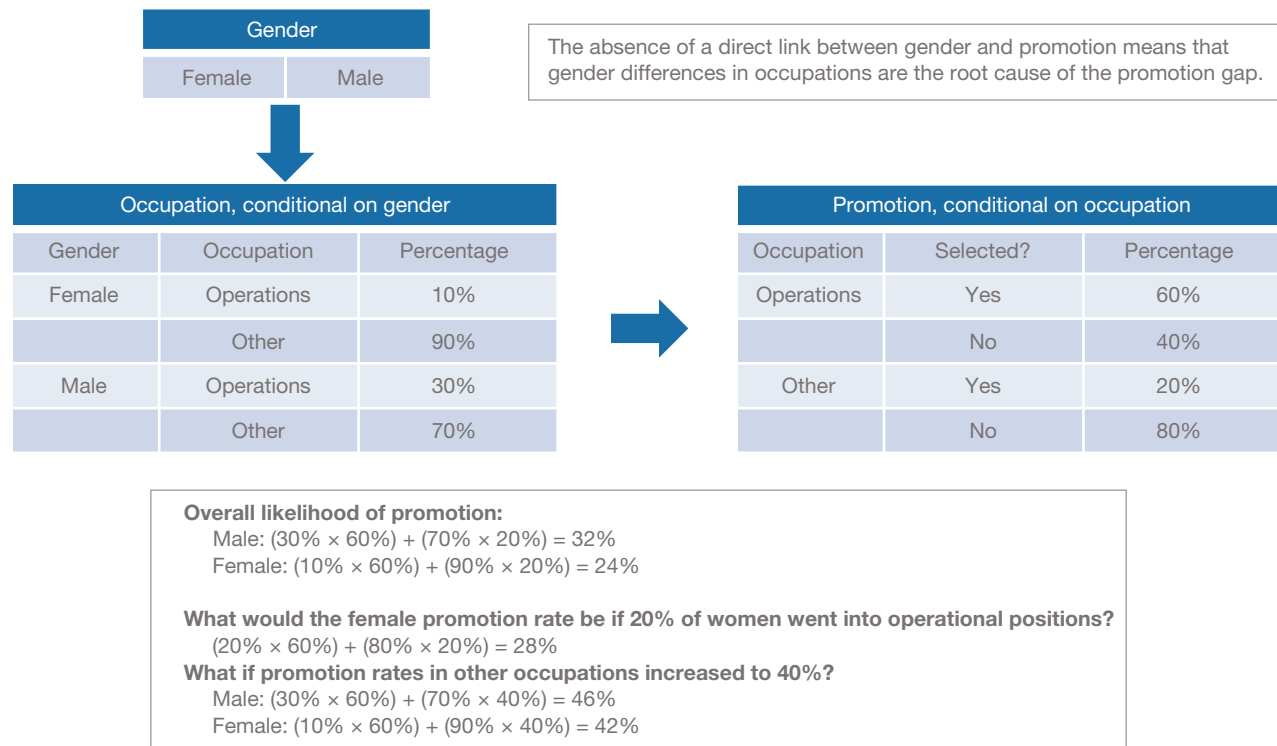 Gender
Female Male
The absence of a direct link between gender and promotion means that
gender differences in occupations are the root cause of the promotion gap.
Occupation, conditional on gender
Gender Occupation Percentage
Female Operations 10%
Other 90%
Male Operations 30%
Other 70%
Promotion, conditional on occupation
Occupation Selected? Percentage
Operations Yes 60%
No 40%
Other Yes 20%
No 80%
Overall likelihood of promotion:
Male: (30% × 60%) + (70% × 20%) = 32%
Female: (10% × 60%) + (90% × 20%) = 24%
What would the female promotion rate be if 20% of women went into operational positions?
(20% × 60%) + (80% × 20%) = 28%
What if promotion rates in other occupations increased to 40%?
Male: (30% × 60%) + (70% × 40%) = 46%
Female: (10% × 60%) + (90% × 40%) = 42%